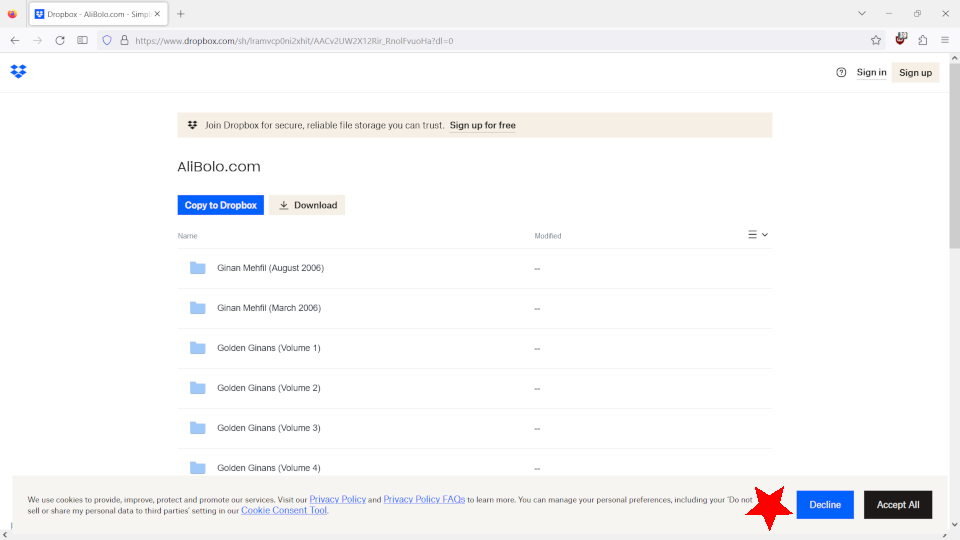 Dropbox - AliBolo.com - Simpl
https://www.dropbox.com/sh/lramvcp0ni2xhit/AACv2UW2X12Rir_RnoIFvuoHa?dl=0
Sign in
Sign up
Join Dropbox for secure, reliable file storage you can trust. Sign up for free
AliBolo.com
Copy to Dropbox
Download
Name
Modified
Ginan Mehfil (August 2006)
--
Ginan Mehfil (March 2006)
--
Golden Ginans (Volume 1)
--
Golden Ginans (Volume 2)
--
Golden Ginans (Volume 3)
--
Golden Ginans (Volume 4)
--
We use cookies to provide, improve, protect and promote our services. Visit our Privacy Policy and Privacy Policy FAQs to learn more. You can manage your personal preferences, including your 'Do not
sell or share my personal data to third parties' setting in our Cookie Consent Tool.
Decline
Accept All